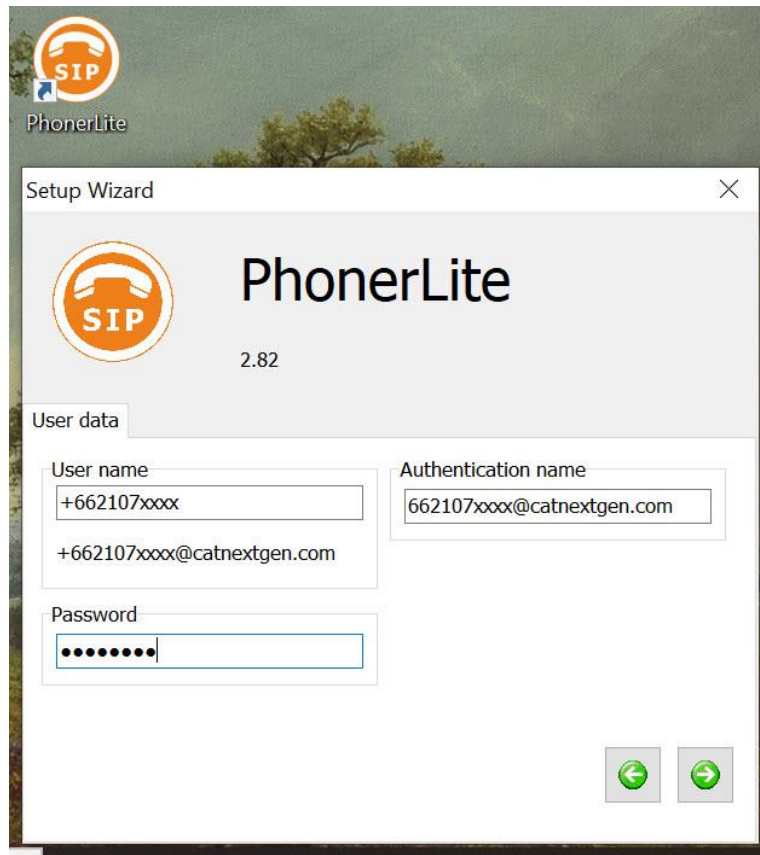 SIP
PhonerLite
Setup Wizard
SIP
PhonerLite
2.82
User data
User name
+662107xxxx
+662107xxxx@catnextgen.com
Authentication name
662107xxxx@catnextgen.com
Password
••••••••